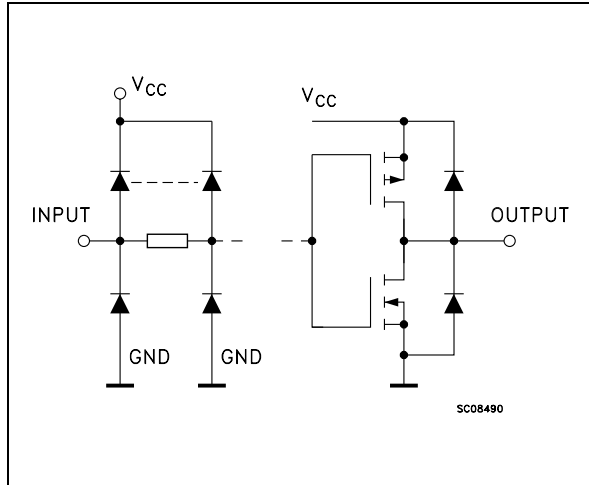 VCC
VCC
INPUT
OUTPUT
GND
GND
SC08490